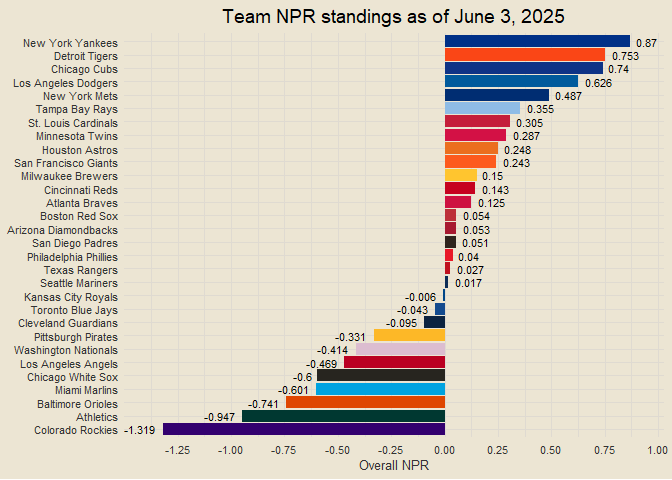 Team NPR standings as of June 3, 2025
New York Yankees 0.87
Detroit Tigers 0.753
Chicago Cubs 0.74
Los Angeles Dodgers 0.626
New York Mets 0.487
Tampa Bay Rays 0.355
St. Louis Cardinals 0.305
Minnesota Twins 0.287
Houston Astros 0.248
San Francisco Giants 0.243
Milwaukee Brewers 0.15
Cincinnati Reds 0.143
Atlanta Braves 0.125
Boston Red Sox 0.054
Arizona Diamondbacks 0.053
San Diego Padres 0.051
Philadelphia Phillies 0.04
Texas Rangers 0.027
Seattle Mariners 0.017
Kansas City Royals -0.006
Toronto Blue Jays -0.043
Cleveland Guardians -0.095
Pittsburgh Pirates -0.331
Washington Nationals -0.414
Los Angeles Angels -0.469
Chicago White Sox -0.6
Miami Marlins -0.601
Baltimore Orioles -0.741
Athletics -0.947
Colorado Rockies -1.319
-1.25 -1.00 -0.75 -0.50 -0.25 0.00 0.25 0.50 0.75 1.00
Overall NPR